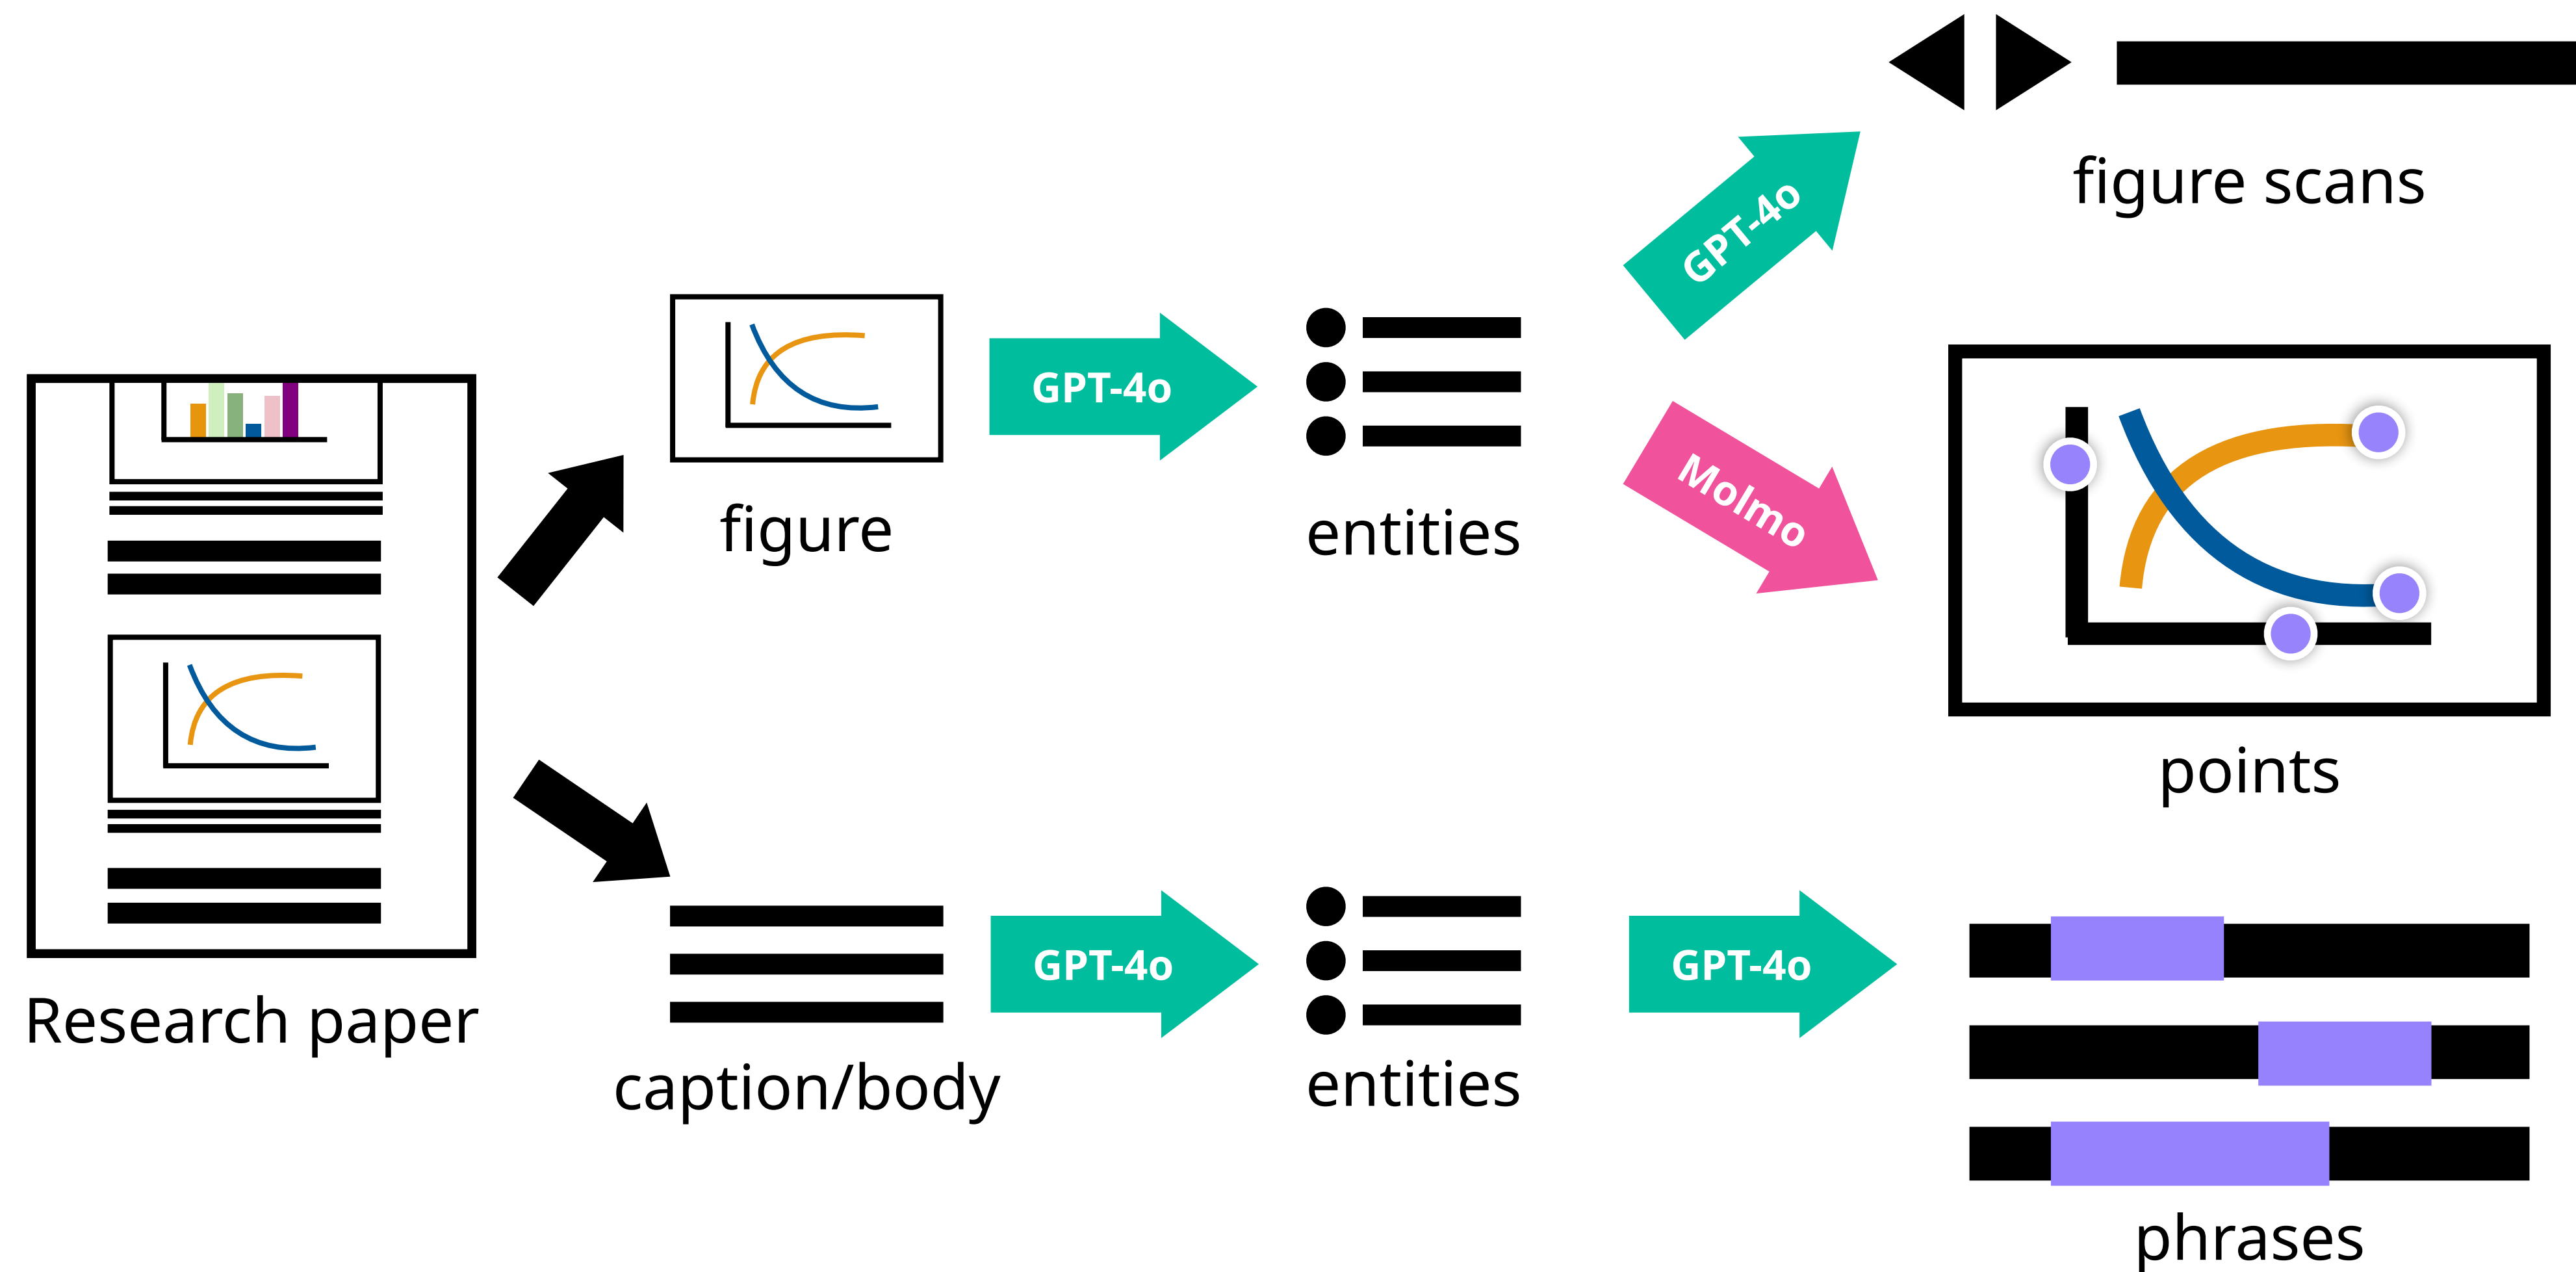 figure scans
GPT-4o
GPT-4o
figure
entities
Molmo
points
Research paper
GPT-4o
GPT-4o
caption/body
entities
phrases